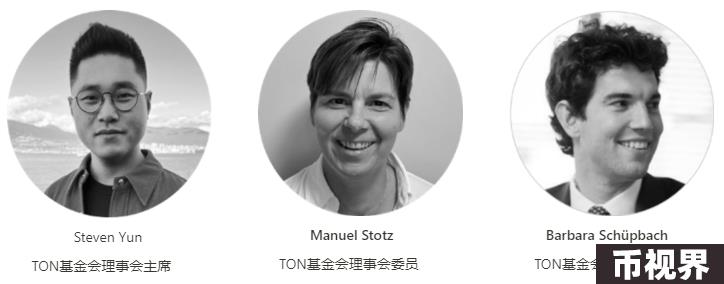 Steven Yun
TON基金会理事会主席
Manuel Stotz
TON基金会理事会委员
Barbara Schüpbach
TON基金会
币视界